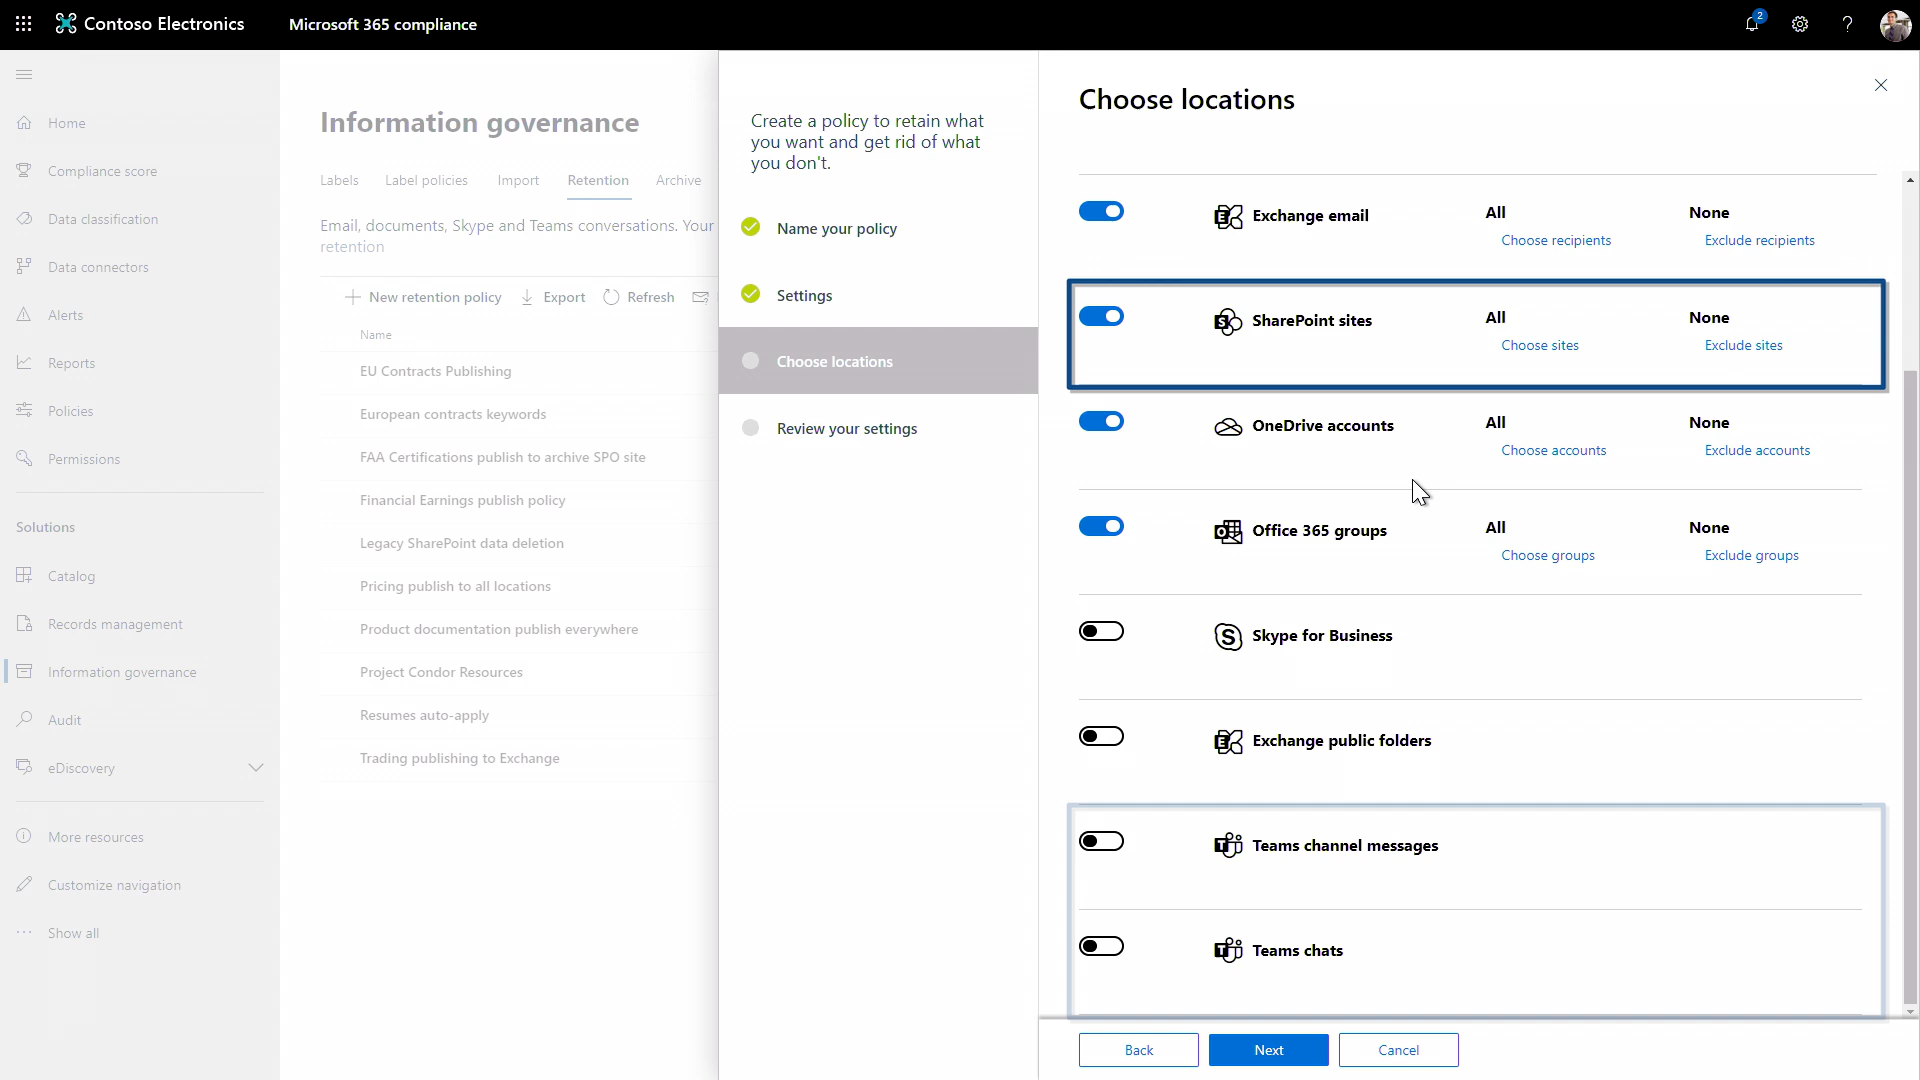 Contoso Electronics
Microsoft 365 compliance
2
Home
Compliance score
Data classification
Data connectors
Alerts
Reports
Policies
Permissions
Solutions
Catalog
Records management
Information governance
Audit
eDiscovery
More resources
Customize navigation
Show all
Information governance
Labels Label policies Import Retention Archive
Email, documents, Skype and Teams conversations. Your
retention
New retention policy Export Refresh
Name
EU Contracts Publishing
European contracts keywords
FAA Certifications publish to archive SPO site
Financial Earnings publish policy
Legacy SharePoint data deletion
Pricing publish to all locations
Product documentation publish everywhere
Project Condor Resources
Resumes auto-apply
Trading publishing to Exchange
Create a policy to retain what
you want and get rid of what
you don't.
Name your policy
Settings
Choose locations
Review your settings
Choose locations
Exchange email All None
Choose recipients Exclude recipients
SharePoint sites All None
Choose sites Exclude sites
OneDrive accounts All None
Choose accounts Exclude accounts
Office 365 groups All None
Choose groups Exclude groups
Skype for Business
Exchange public folders
Teams channel messages
Teams chats
Back Next Cancel